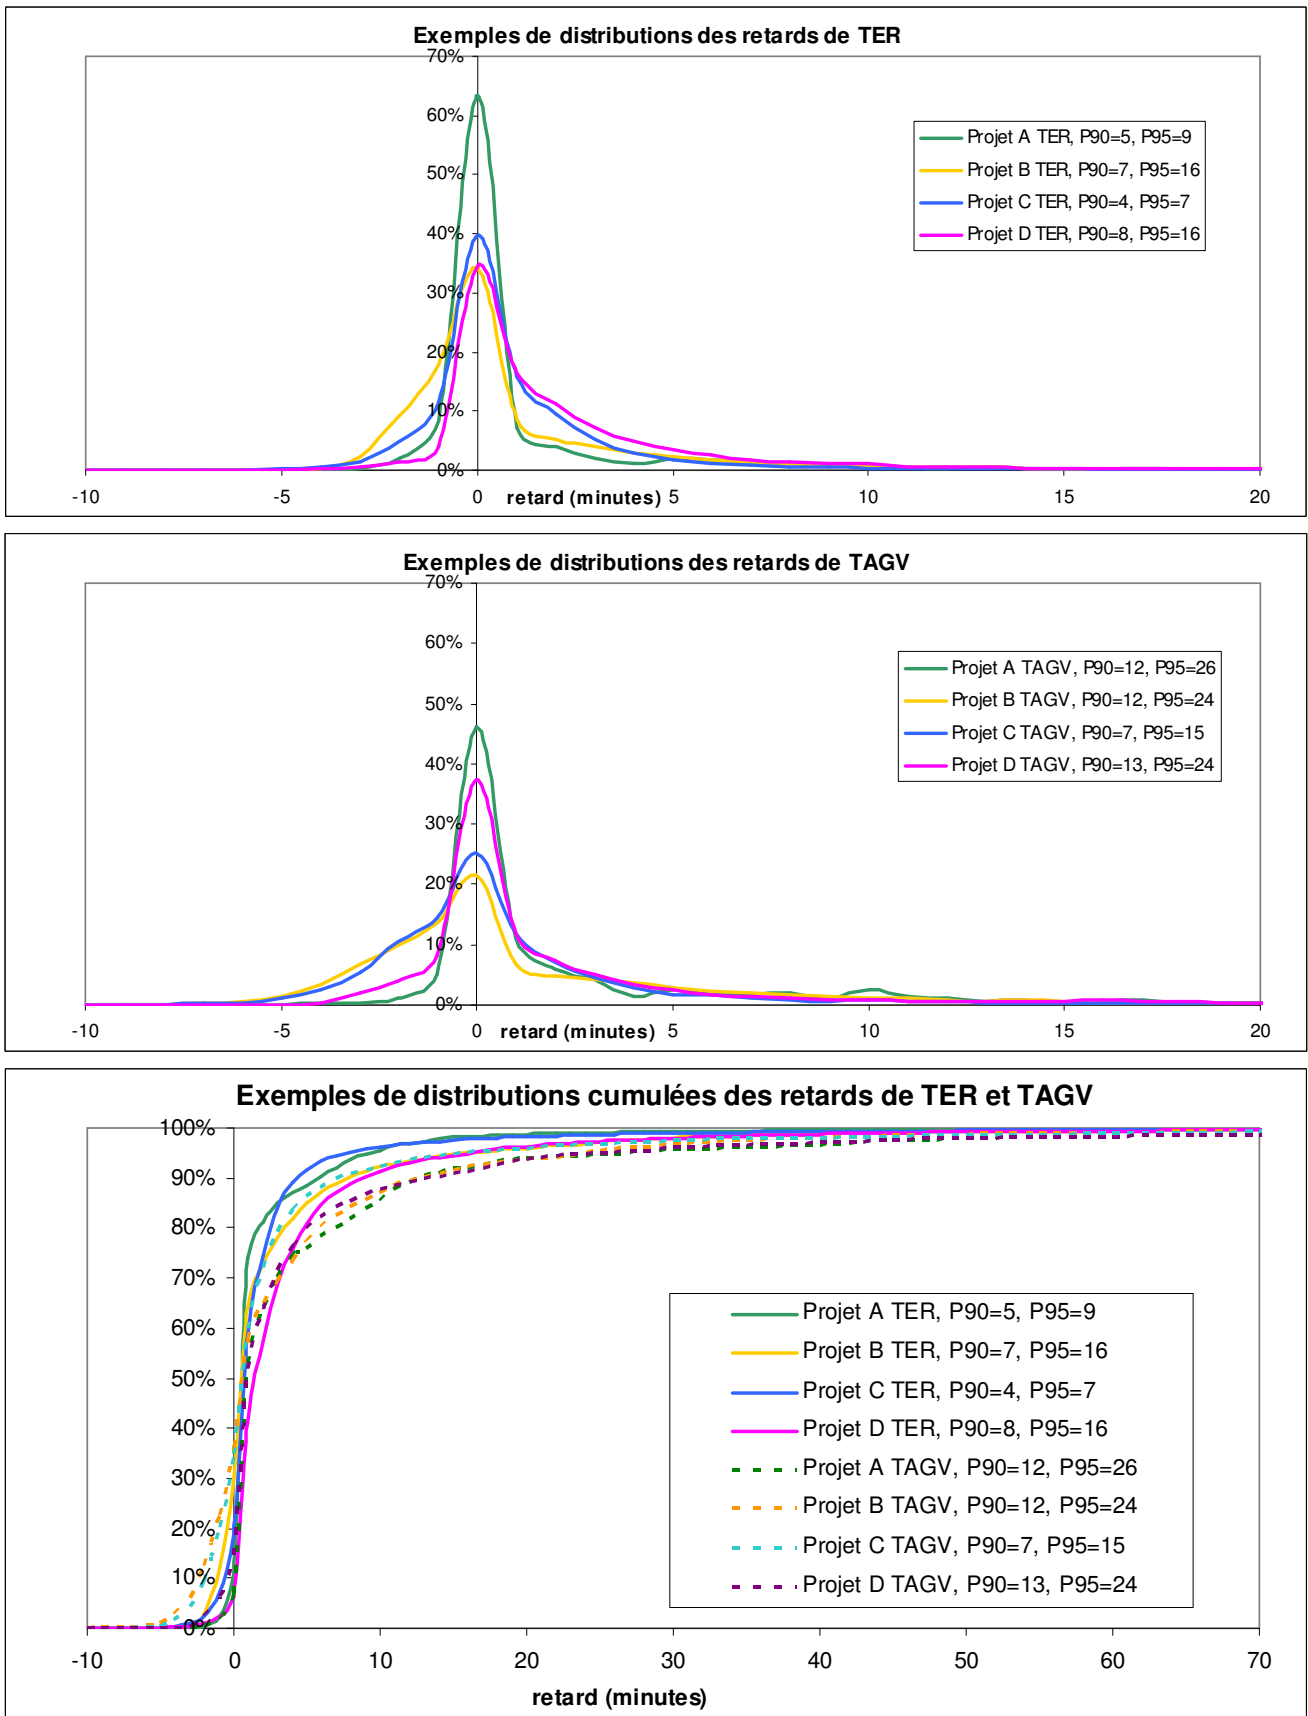 Exemples de distributions des retards de TER
70%
60%
50%
40%
30%
20%
10%
0%
Projet A TER, P90=5, P95=9
Projet B TER, P90=7, P95=16
Projet C TER, P90=4, P95=7
Projet D TER, P90=8, P95=16
-10 -5 0 retard (minutes) 5 10 15 20
Exemples de distributions des retards de TAGV
70%
60%
50%
40%
30%
20%
10%
0%
Projet A TAGV, P90=12, P95=26
Projet B TAGV, P90=12, P95=24
Projet C TAGV, P90=7, P95=15
Projet D TAGV, P90=13, P95=24
-10 -5 0 retard (minutes) 5 10 15 20
Exemples de distributions cumulées des retards de TER et TAGV
100%
90%
80%
70%
60%
50%
40%
30%
20%
10%
0%
Projet A TER, P90=5, P95=9
Projet B TER, P90=7, P95=16
Projet C TER, P90=4, P95=7
Projet D TER, P90=8, P95=16
Projet A TAGV, P90=12, P95=26
Projet B TAGV, P90=12, P95=24
Projet C TAGV, P90=7, P95=15
Projet D TAGV, P90=13, P95=24
-10 0 10 20 30 40 50 60 70
retard (minutes)